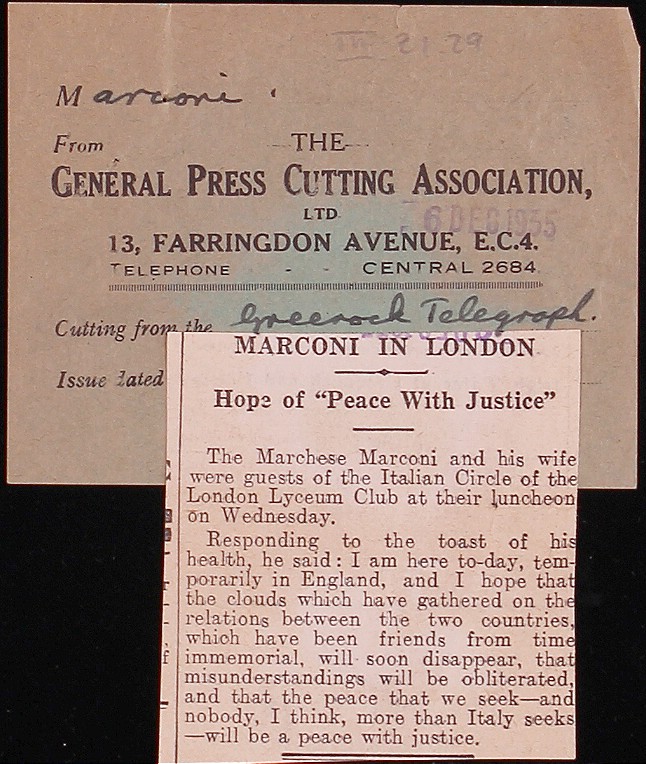 21.29
Marconi
From THE
GENERAL PRESS CUTTING ASSOCIATION,
LTD
6 DEC 1935
13, FARRINGDON AVENUE, E.C.4.
TELEPHONE - - CENTRAL 2684
Cutting from the Greenock Telegraph.
Issue dated
MARCONI IN LONDON
Hope of “Peace With Justice”
The Marchese Marconi and his wife
were guests of the Italian Circle of the
London Lyceum Club at their luncheon
on Wednesday.
Responding to the toast of his
health, he said: I am here to-day, tem-
porarily in England, and I hope that
the clouds which have gathered on the
relations between the two countries,
which have been friends from time
immemorial, will soon disappear, that
misunderstandings will be obliterated,
and that the peace that we seek—and
nobody, I think, more than Italy seeks
—will be a peace with justice.